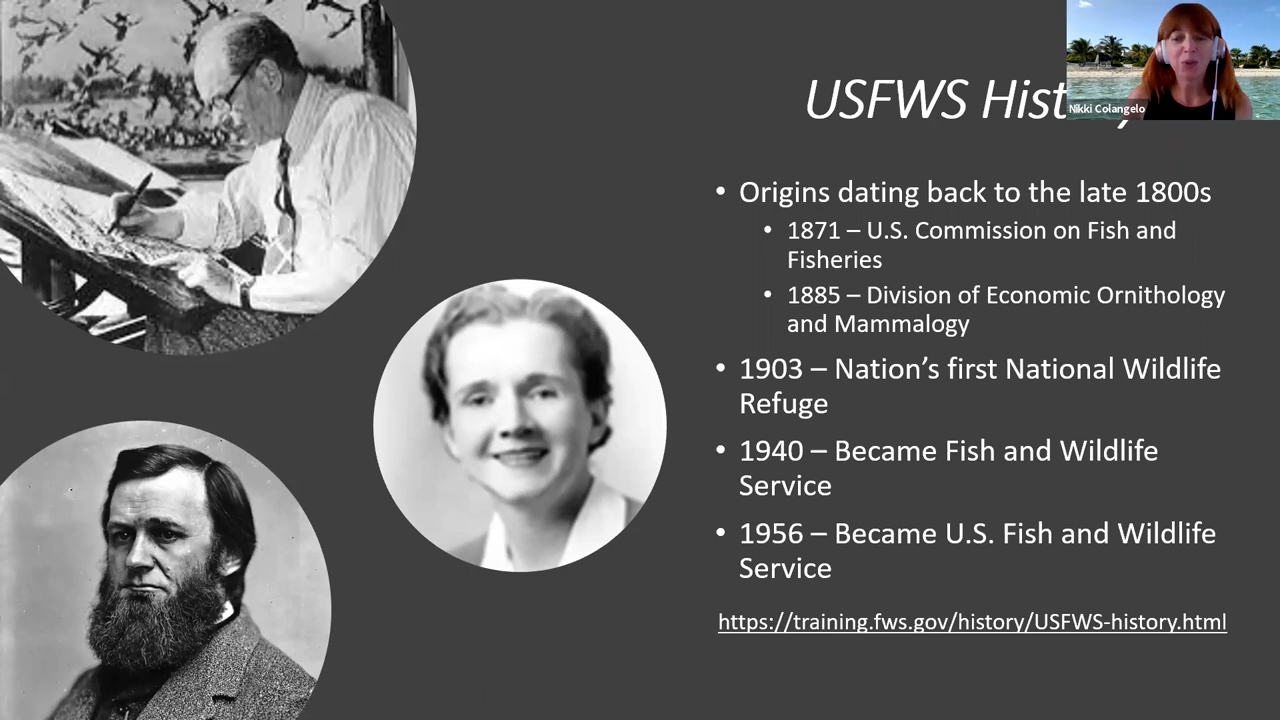 USFWS Hist
Nikki Colangelo
• Origins dating back to the late 1800s
• 1871 – U.S. Commission on Fish and
Fisheries
• 1885 – Division of Economic Ornithology
and Mammalogy
• 1903 – Nation’s first National Wildlife
Refuge
• 1940 – Became Fish and Wildlife
Service
• 1956 – Became U.S. Fish and Wildlife
Service
https://training.fws.gov/history/USFWS-history.html